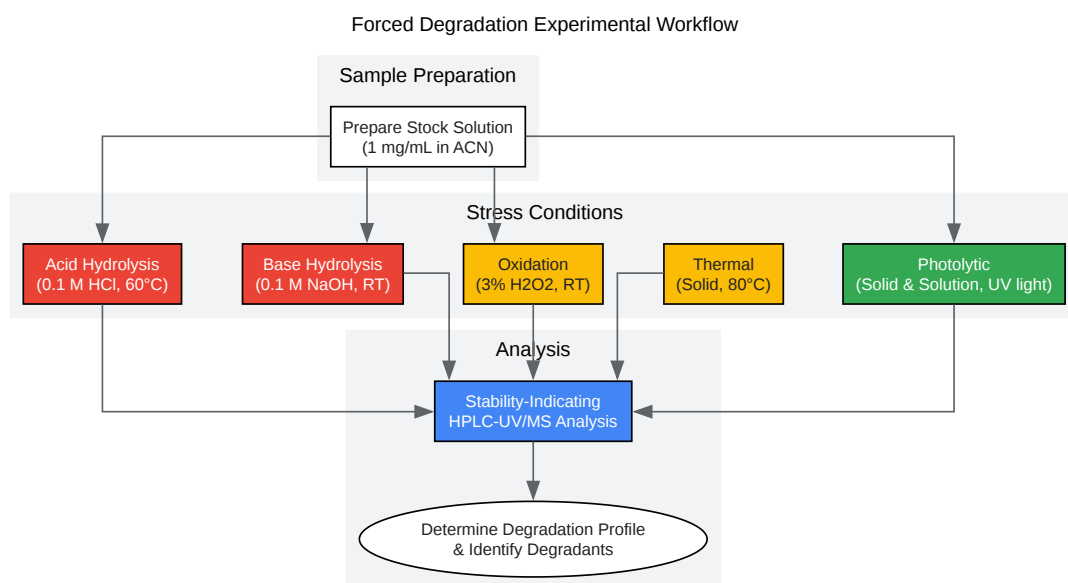 Forced Degradation Experimental Workflow
Sample Preparation
Prepare Stock Solution
(1 mg/mL in ACN)
Stress Conditions
Acid Hydrolysis
(0.1 M HCl, 60°C)
Base Hydrolysis
(0.1 M NaOH, RT)
Oxidation
(3% H2O2, RT)
Thermal
(Solid, 80°C)
Photolytic
(Solid & Solution, UV light)
Analysis
Stability-Indicating
HPLC-UV/MS Analysis
Determine Degradation Profile
& Identify Degradants